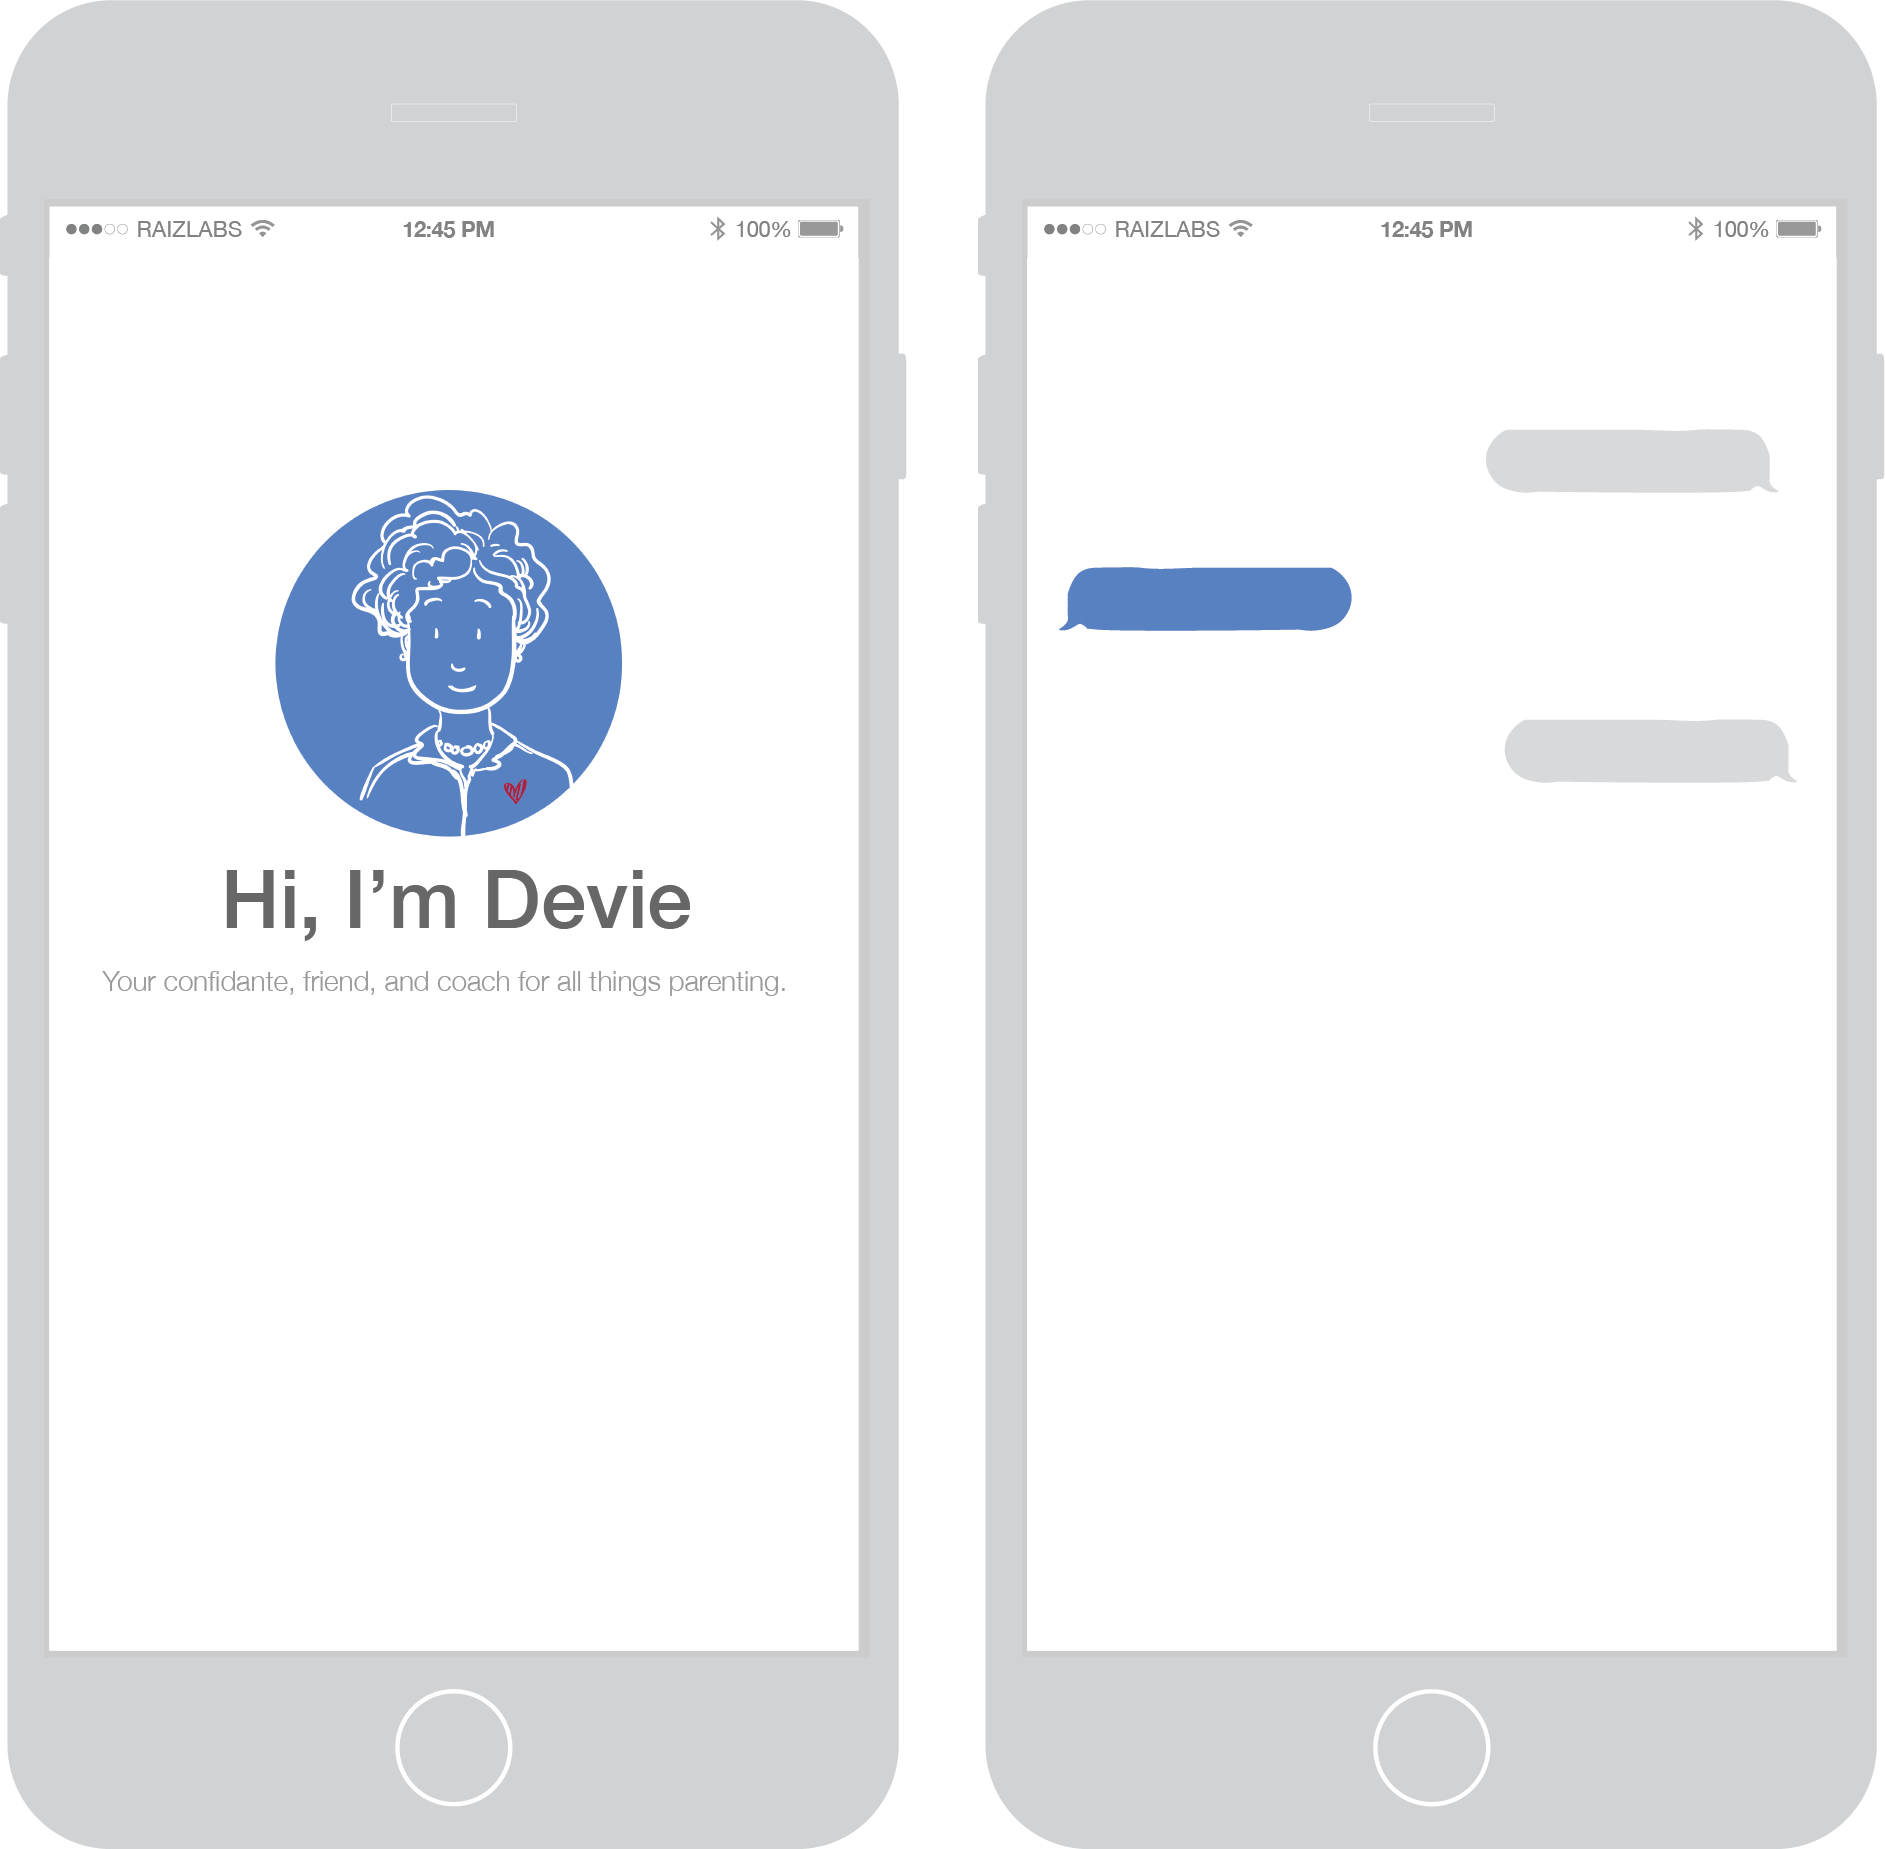 RAIZLABS 12:45 PM 100%
Hi, I’m Devie
Your confidante, friend, and coach for all things parenting.
RAIZLABS 12:45 PM 100%